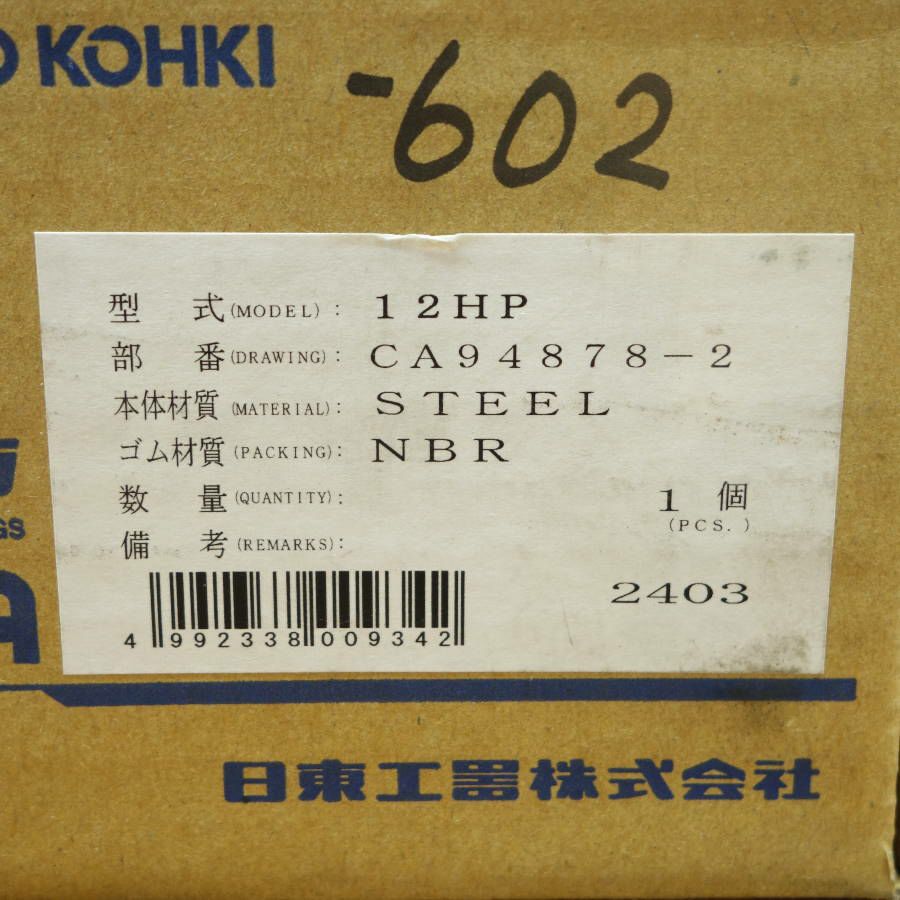 O KOHKI
-602
型 式(MODEL): 12HP
部 番(DRAWING): CA94878-2
本体材質(MATERIAL): STEEL
ゴム材質(PACKING): NBR
数 量(QUANTITY): 1 個
(PCS.)
備 考(REMARKS):
2403
4 992338 009342
GS
A
日東工器株式会社